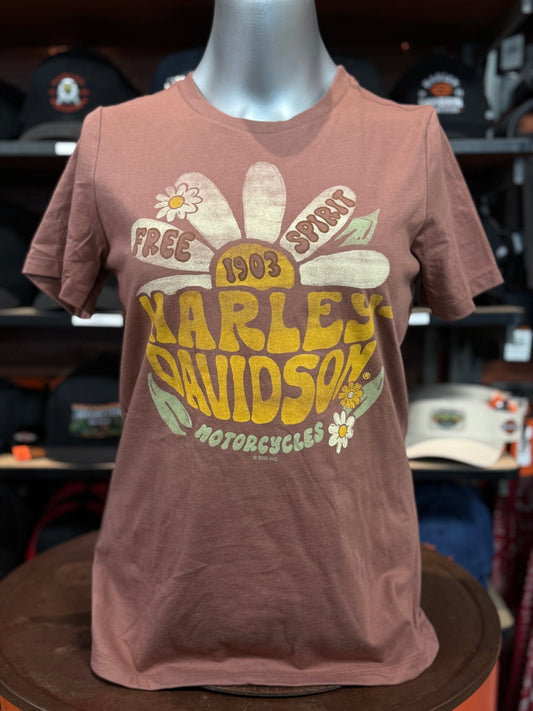 FREE
SPIRIT
1903
HARLEY-
DAVIDSON®
MOTORCYCLES